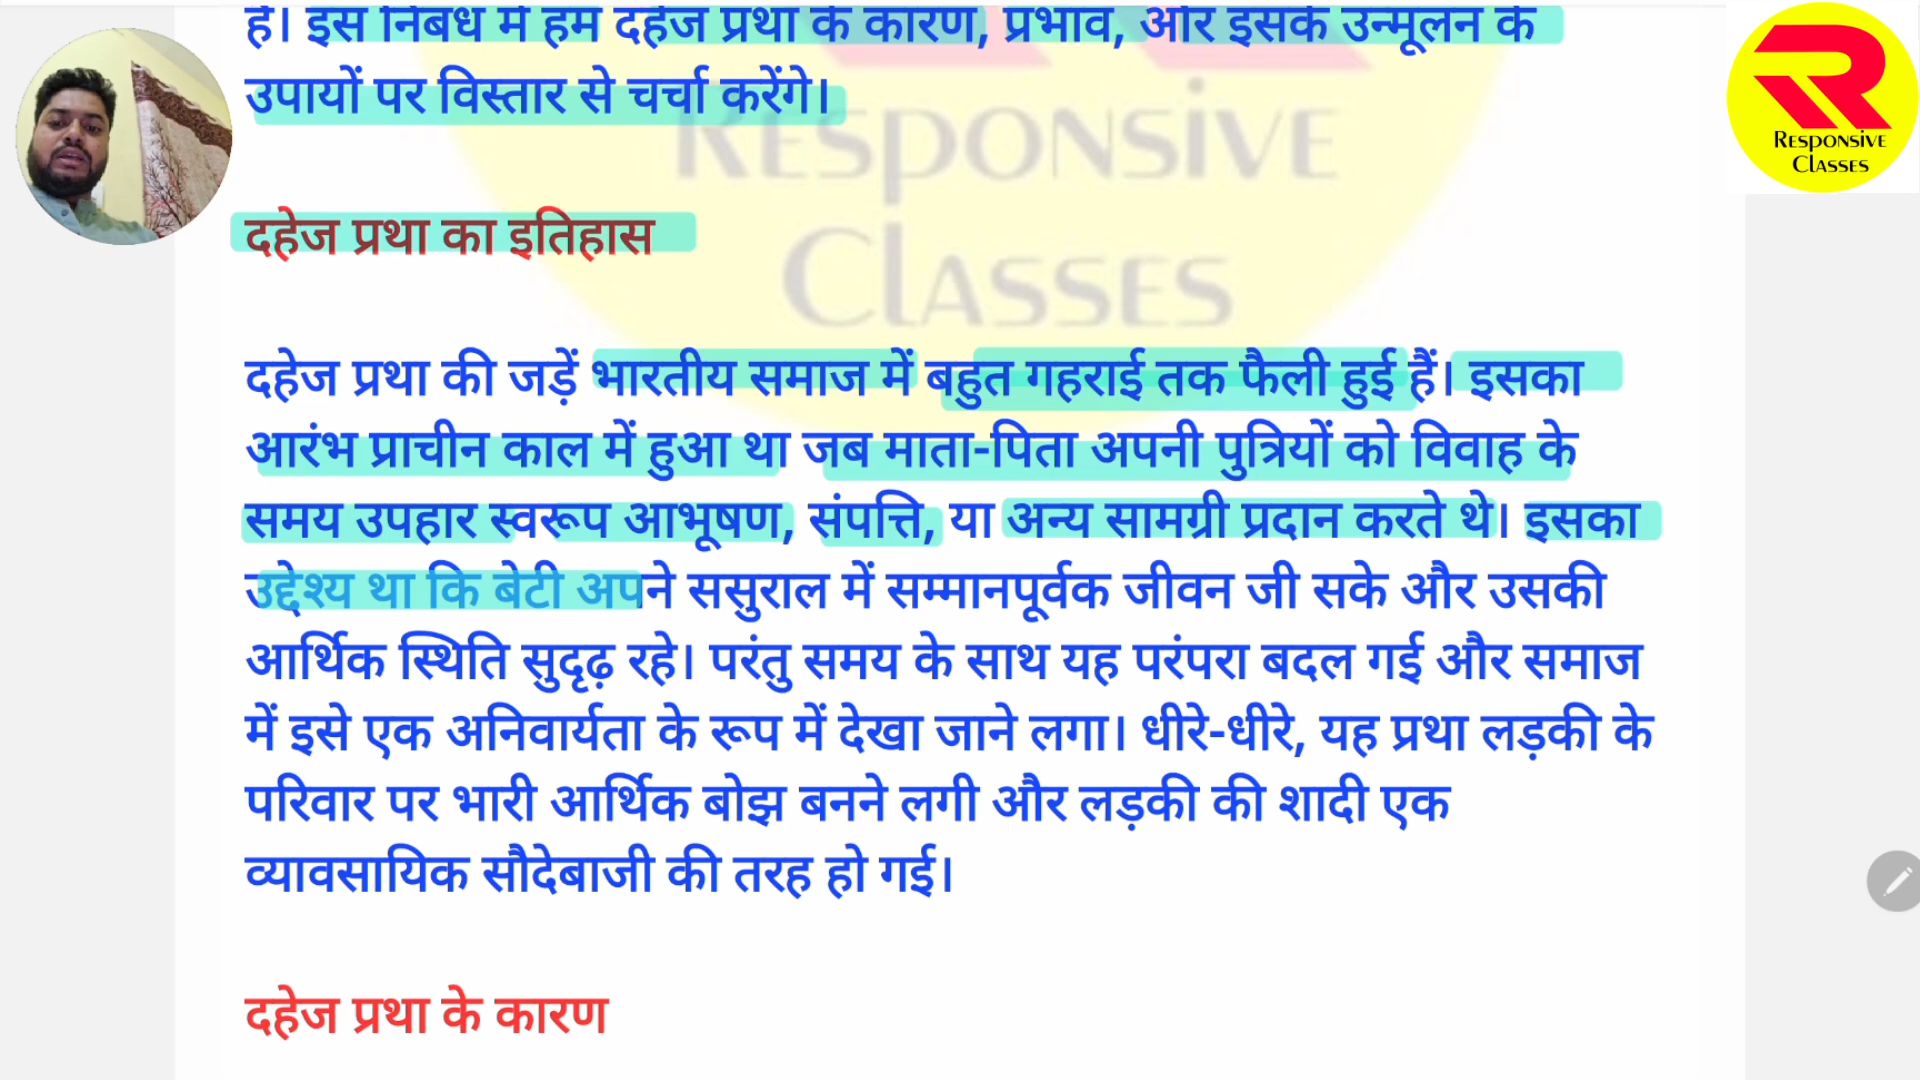 है। इस निबंध में हम दहेज प्रथा के कारण, प्रभाव, और इसके उन्मूलन के
उपायों पर विस्तार से चर्चा करेंगे।
RESPONSiVE
CLASSES
RESPONSiVE
CLASSES
दहेज प्रथा का इतिहास
दहेज प्रथा की जड़ें भारतीय समाज में बहुत गहराई तक फैली हुई हैं। इसका
आरंभ प्राचीन काल में हुआ था जब माता-पिता अपनी पुत्रियों को विवाह के
समय उपहार स्वरूप आभूषण, संपत्ति, या अन्य सामग्री प्रदान करते थे। इसका
उद्देश्य था कि बेटी अपने ससुराल में सम्मानपूर्वक जीवन जी सके और उसकी
आर्थिक स्थिति सुदृढ़ रहे। परंतु समय के साथ यह परंपरा बदल गई और समाज
में इसे एक अनिवार्यता के रूप में देखा जाने लगा। धीरे-धीरे, यह प्रथा लड़की के
परिवार पर भारी आर्थिक बोझ बनने लगी और लड़की की शादी एक
व्यावसायिक सौदेबाजी की तरह हो गई।
दहेज प्रथा के कारण